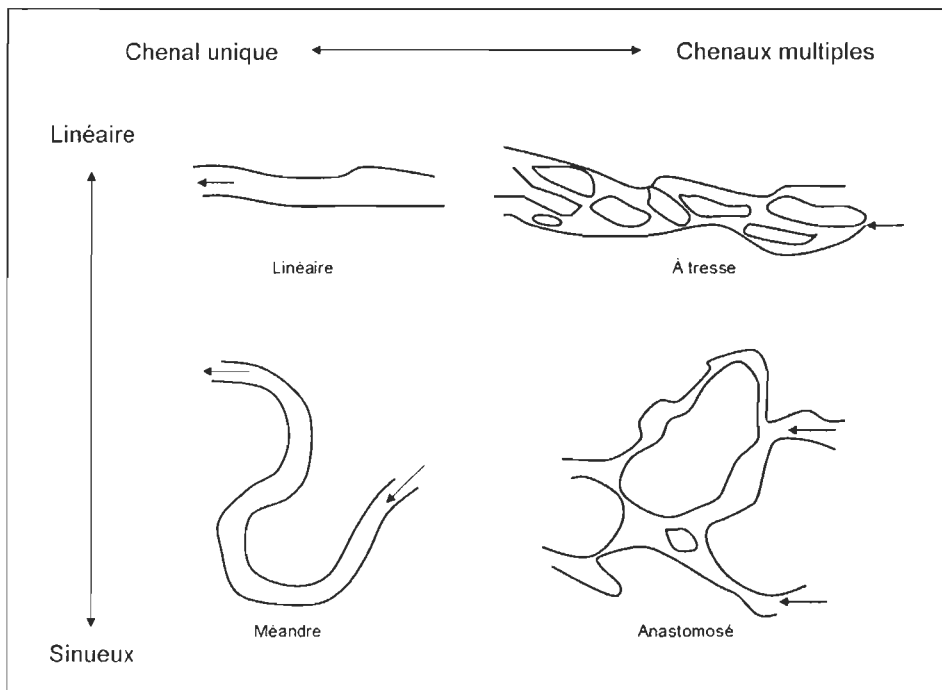 Chenal unique
Chenaux multiples
Linéaire
Linéaire
À tresse
Méandre
Anastomosé
Sinueux